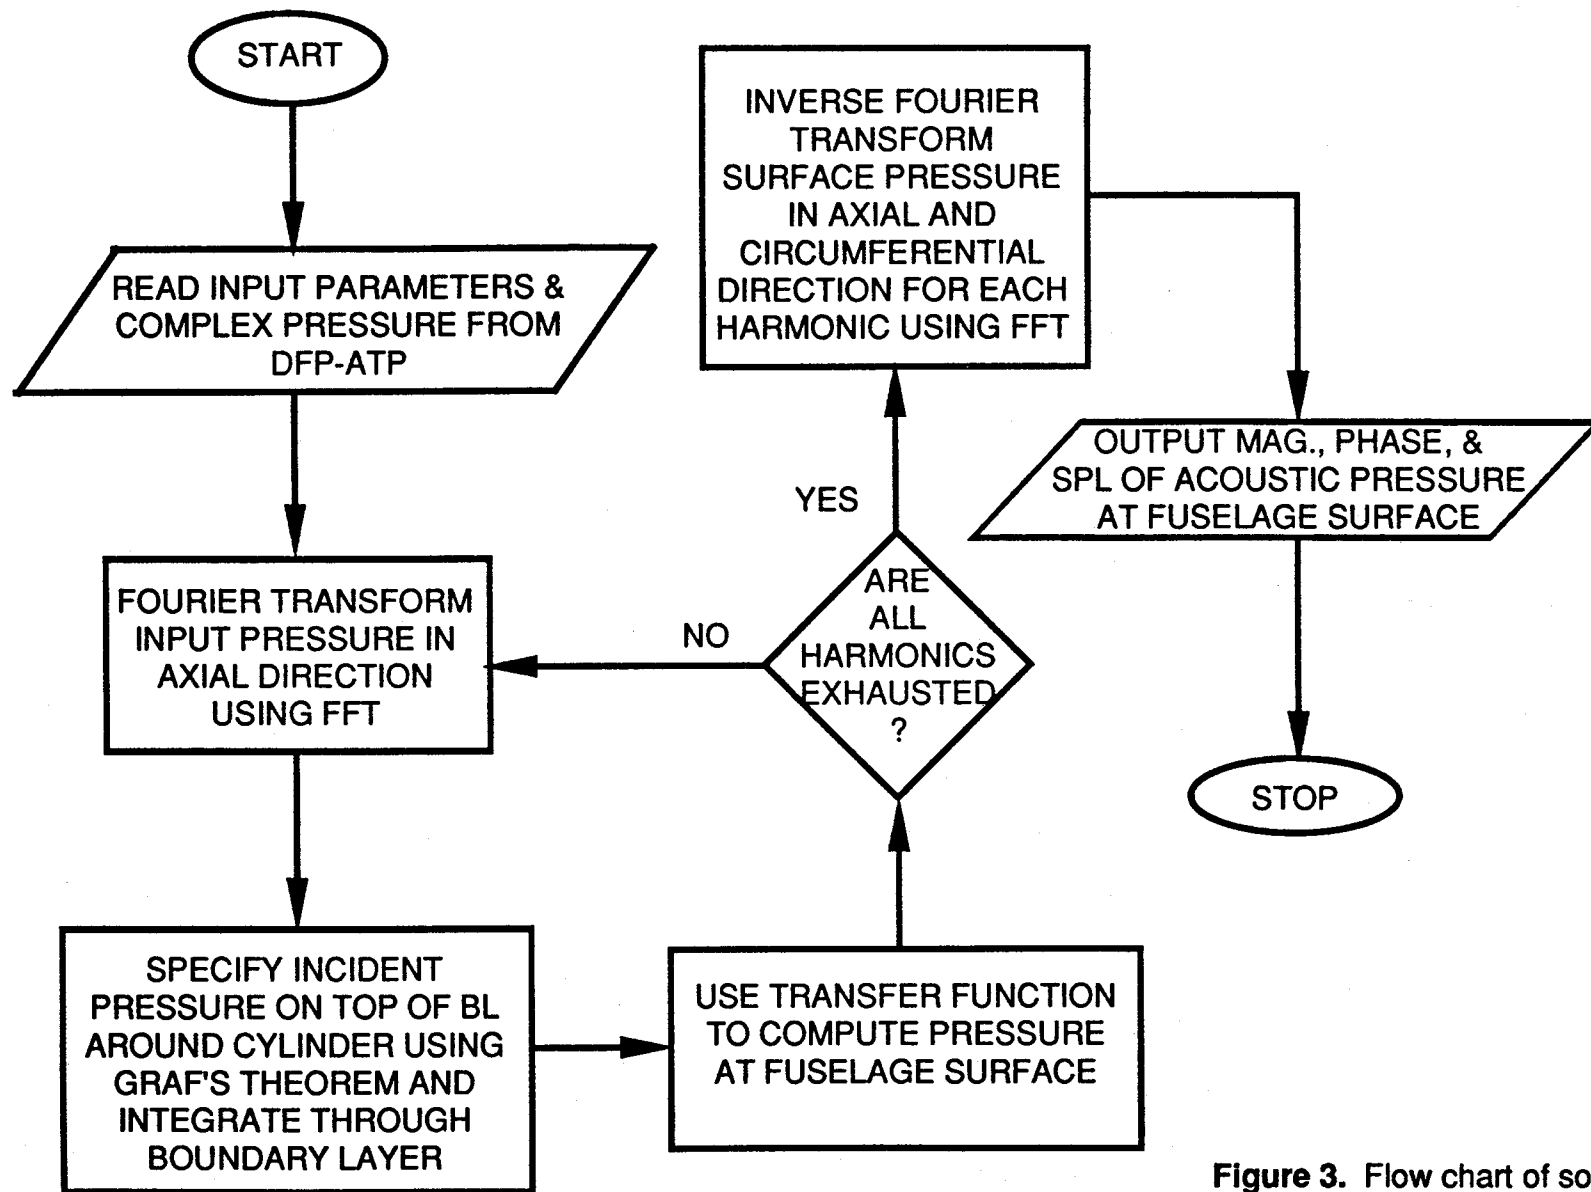 START
READ INPUT PARAMETERS &
COMPLEX PRESSURE FROM
DFP-ATP
FOURIER TRANSFORM
INPUT PRESSURE IN
AXIAL DIRECTION
USING FFT
SPECIFY INCIDENT
PRESSURE ON TOP OF BL
AROUND CYLINDER USING
GRAF'S THEOREM AND
INTEGRATE THROUGH
BOUNDARY LAYER
USE TRANSFER FUNCTION
TO COMPUTE PRESSURE
AT FUSELAGE SURFACE
ARE
ALL
HARMONICS
EXHAUSTED
?
NO
YES
INVERSE FOURIER
TRANSFORM
SURFACE PRESSURE
IN AXIAL AND
CIRCUMFERENTIAL
DIRECTION FOR EACH
HARMONIC USING FFT
OUTPUT MAG., PHASE, &
SPL OF ACOUSTIC PRESSURE
AT FUSELAGE SURFACE
STOP
Figure 3. Flow chart of so